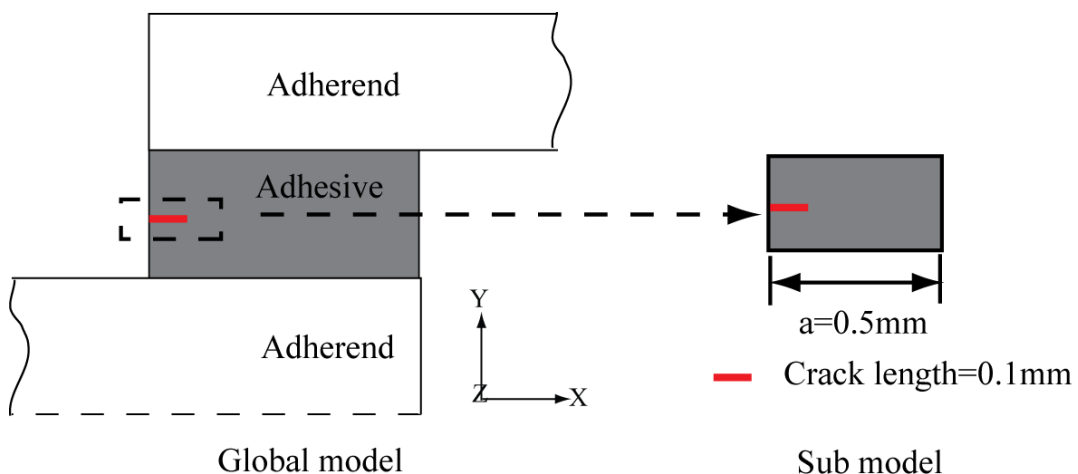 Adherend
Adhesive
Adherend
Y
Z
X
a=0.5mm
Crack length=0.1mm
Global model
Sub model